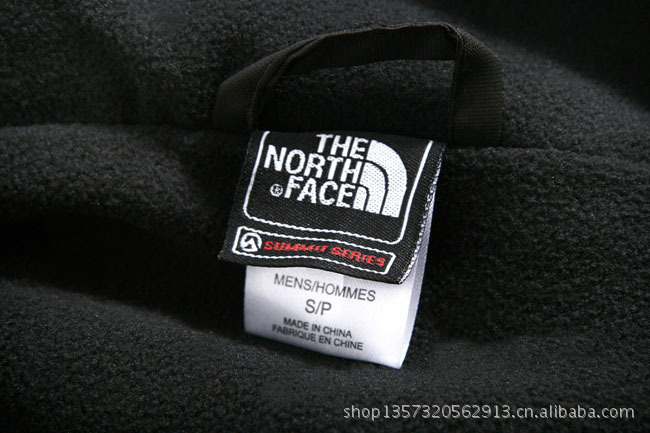 THE
NORTH
® FACE
SUMMIT SERIES
MENS/HOMMES
S/P
MADE IN CHINA
FABRIQUE EN CHINE
shop1357320562913.cn.alibaba.com